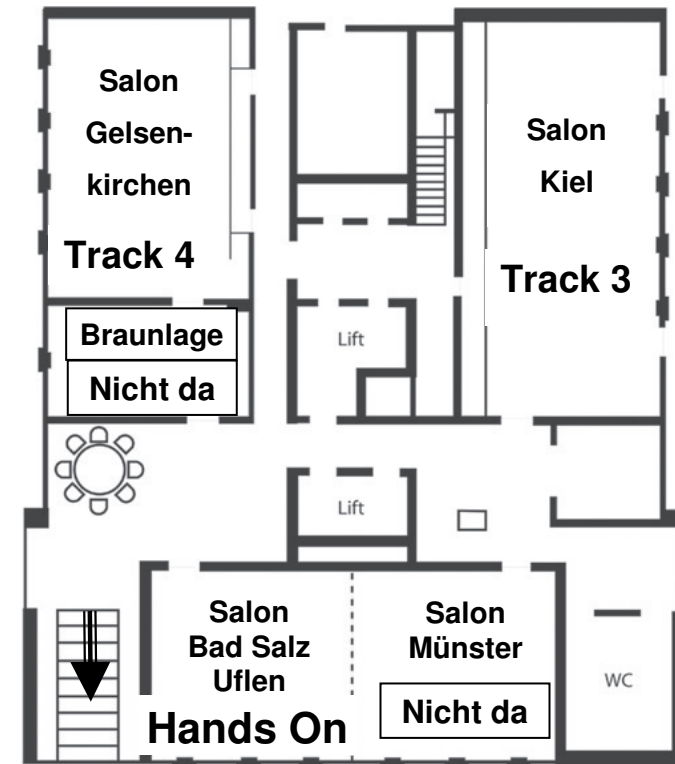 Salon
Gelsen-
kirchen
Track 4
Salon
Kiel
Track 3
Braunlage
Nicht da
Lift
Lift
Salon
Bad Salz
Uflen
Hands On
Salon
Münster
Nicht da
WC